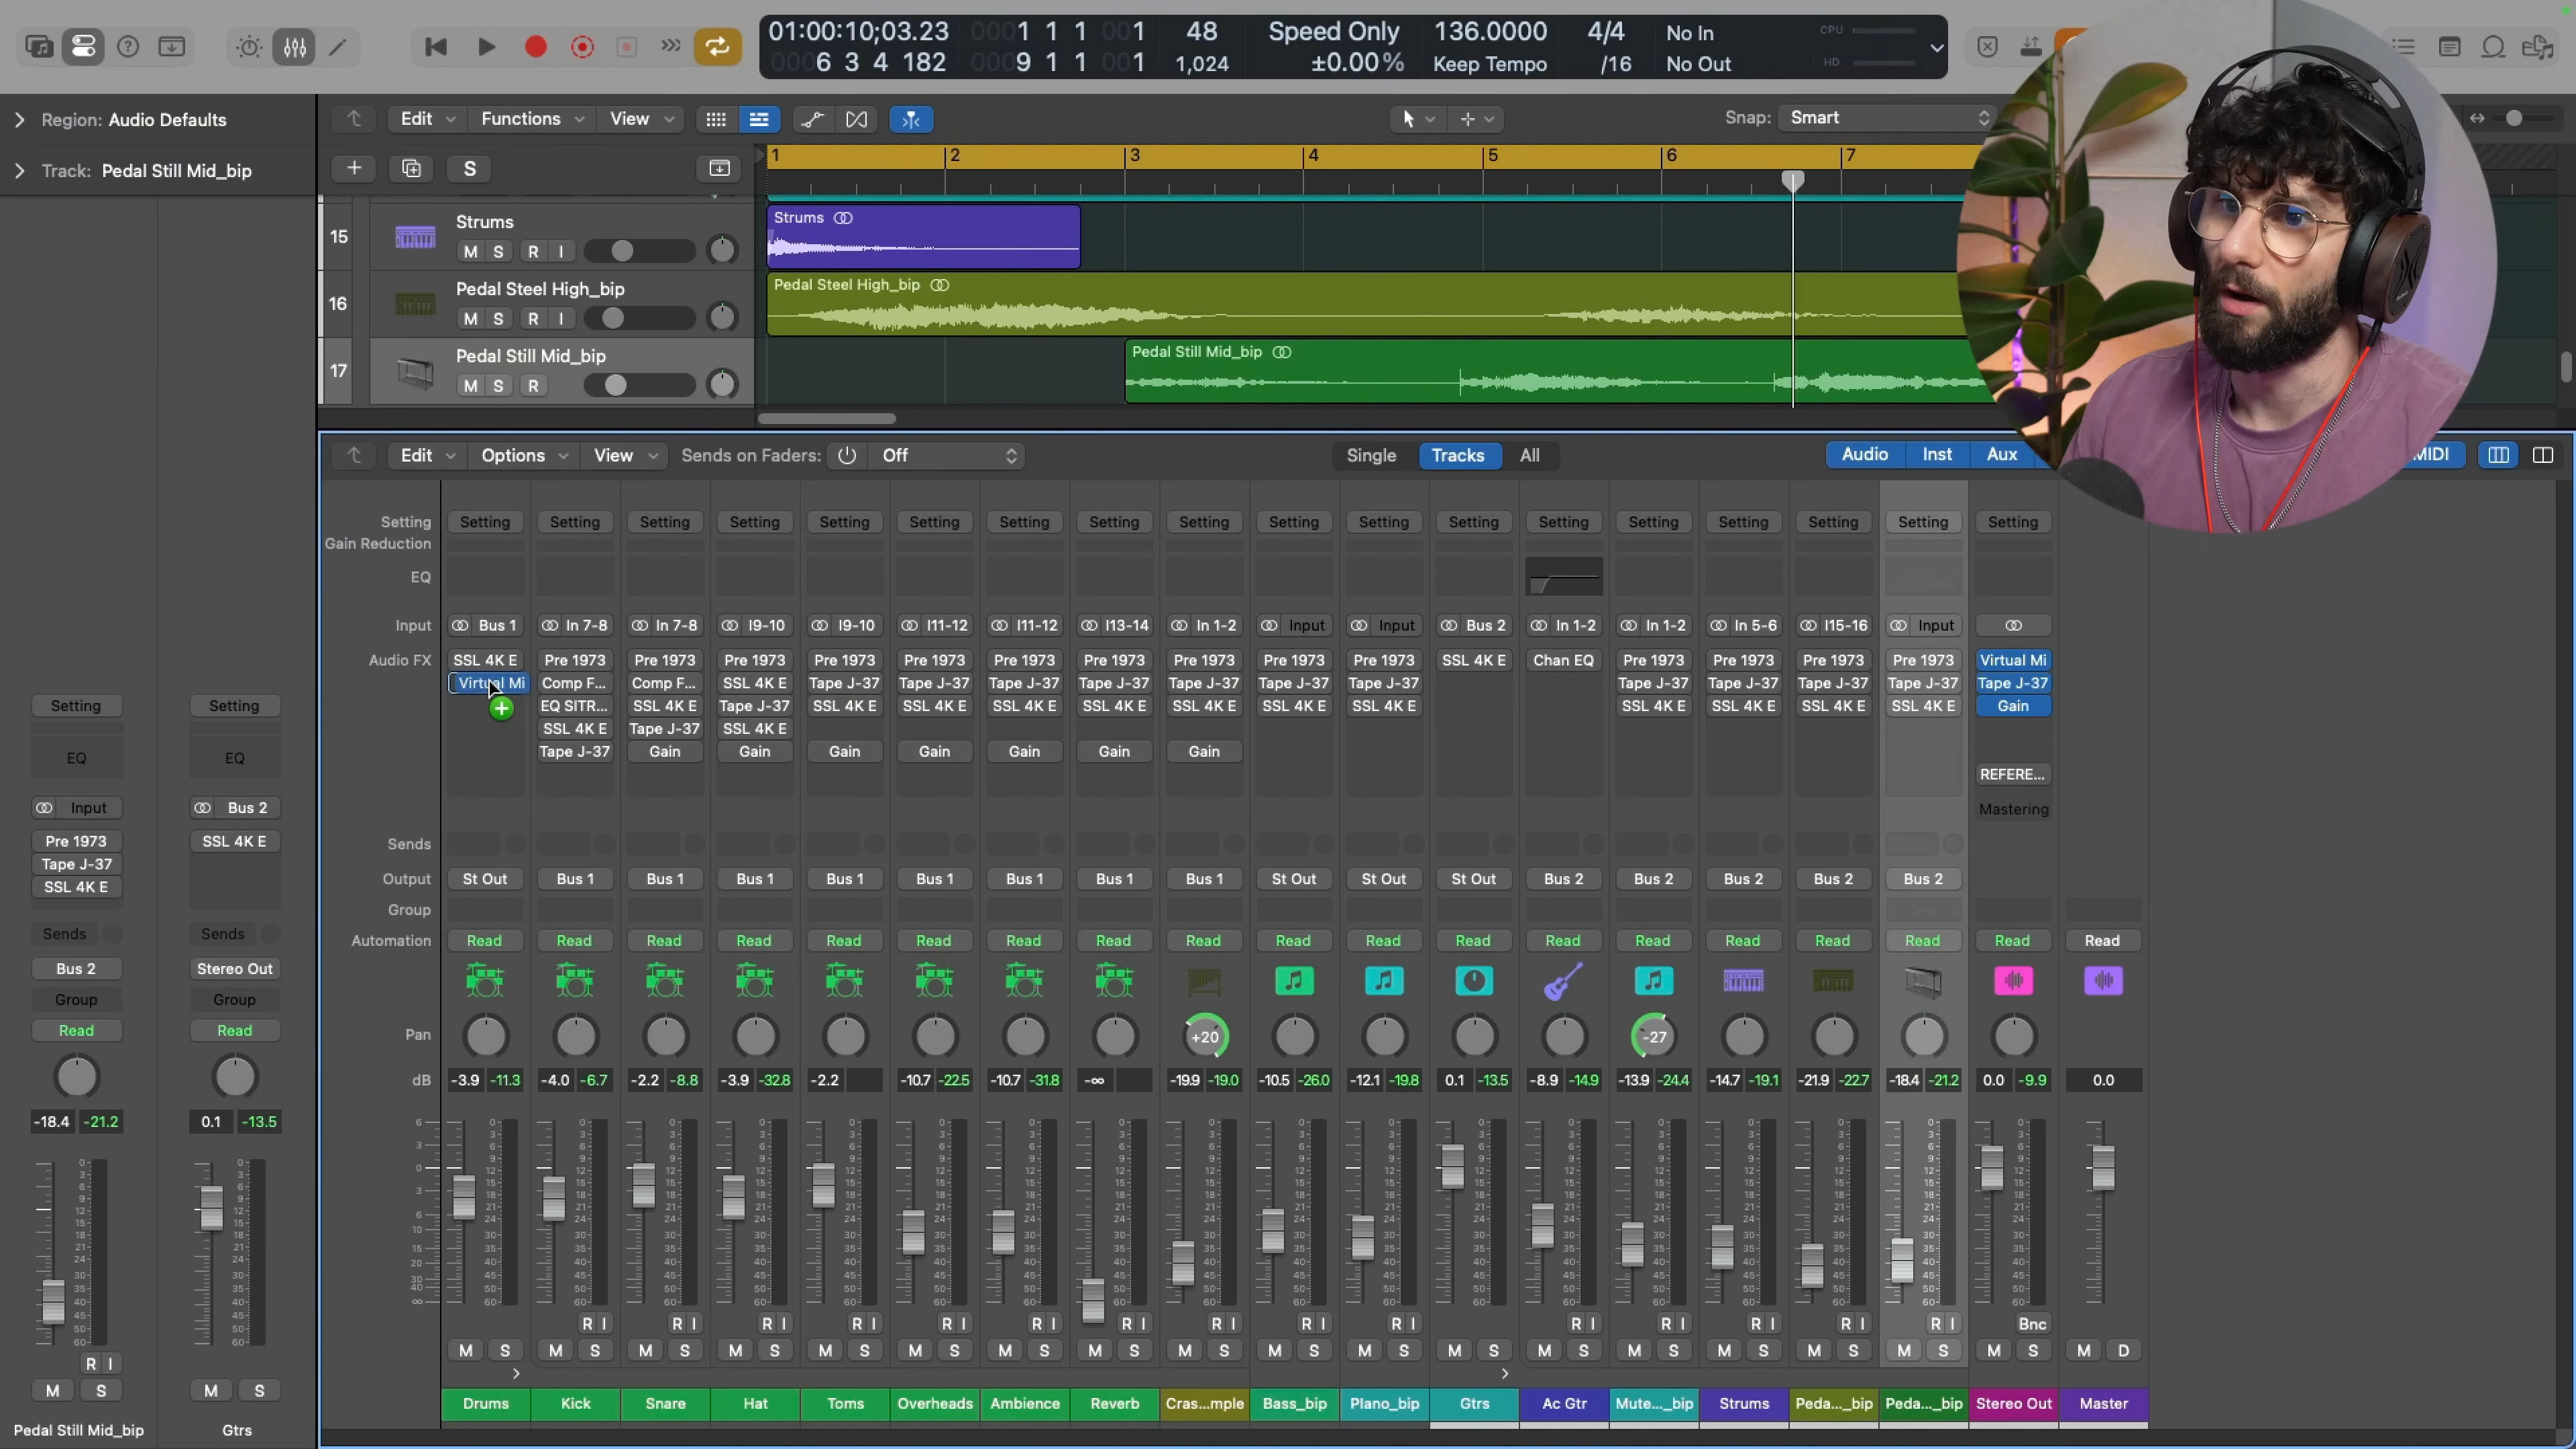 01:00:10;03.23 0001 1 1 001 48 Speed Only 136.0000 4/4 No In CPU
0006 3 4 182 0009 1 1 001 1,024 ±0.00% Keep Tempo /16 No Out HD
Region: Audio Defaults
Track: Pedal Still Mid_bip
Edit Functions View Snap: Smart
S
1 2 3 4 5 6 7
15 Strums
M S R I
Strums
16 Pedal Steel High_bip
M S R I
Pedal Steel High_bip
17 Pedal Still Mid_bip
M S R
Pedal Still Mid_bip
Edit Options View Sends on Faders: Off Single Tracks All Audio Inst Aux MIDI
Setting Setting Setting Setting Setting Setting Setting Setting Setting Setting Setting Setting Setting Setting Setting Setting Setting Setting Setting
Gain Reduction
EQ
Input Bus 1 In 7-8 In 7-8 I9-10 I9-10 I11-12 I11-12 I13-14 In 1-2 Input Input Bus 2 In 1-2 In 1-2 In 5-6 I15-16 Input
Audio FX SSL 4K E Pre 1973 Pre 1973 Pre 1973 Pre 1973 Pre 1973 Pre 1973 Pre 1973 Pre 1973 Pre 1973 Pre 1973 SSL 4K E Chan EQ Pre 1973 Pre 1973 Pre 1973 Pre 1973 Virtual Mi
Virtual Mi Comp F... Comp F... SSL 4K E Tape J-37 Tape J-37 Tape J-37 Tape J-37 Tape J-37 Tape J-37 Tape J-37 Tape J-37 Tape J-37 Tape J-37 Tape J-37 Tape J-37
EQ SITR... SSL 4K E Tape J-37 SSL 4K E SSL 4K E SSL 4K E SSL 4K E SSL 4K E SSL 4K E SSL 4K E SSL 4K E SSL 4K E SSL 4K E SSL 4K E Gain
SSL 4K E Tape J-37 SSL 4K E
Tape J-37 Gain Gain Gain Gain Gain Gain Gain
REFERE...
Mastering
Sends
Output St Out Bus 1 Bus 1 Bus 1 Bus 1 Bus 1 Bus 1 Bus 1 Bus 1 St Out St Out St Out Bus 2 Bus 2 Bus 2 Bus 2 Bus 2
Group
Automation Read Read Read Read Read Read Read Read Read Read Read Read Read Read Read Read Read Read Read
Pan +20 -27
dB -3.9 -11.3 -4.0 -6.7 -2.2 -8.8 -3.9 -32.8 -2.2 -10.7 -22.5 -10.7 -31.8 -∞ -19.9 -19.0 -10.5 -26.0 -12.1 -19.8 0.1 -13.5 -8.9 -14.9 -13.9 -24.4 -14.7 -19.1 -21.9 -22.7 -18.4 -21.2 0.0 -9.9 0.0
R I R I R I R I R I R I R I R I R I R I R I R I R I R I R I Bnc
M S M S M S M S M S M S M S M S M S M S M S M S M S M S M S M S M S M S M D
Drums Kick Snare Hat Toms Overheads Ambience Reverb Cras...mple Bass_bip PIano_bip Gtrs Ac Gtr Mute..._bip Strums Peda..._bip Peda..._bip Stereo Out Master
Setting Setting
EQ EQ
Input Bus 2
Pre 1973 SSL 4K E
Tape J-37
SSL 4K E
Sends Sends
Bus 2 Stereo Out
Group Group
Read Read
-18.4 -21.2 0.1 -13.5
R I
M S M S
Pedal Still Mid_bip Gtrs